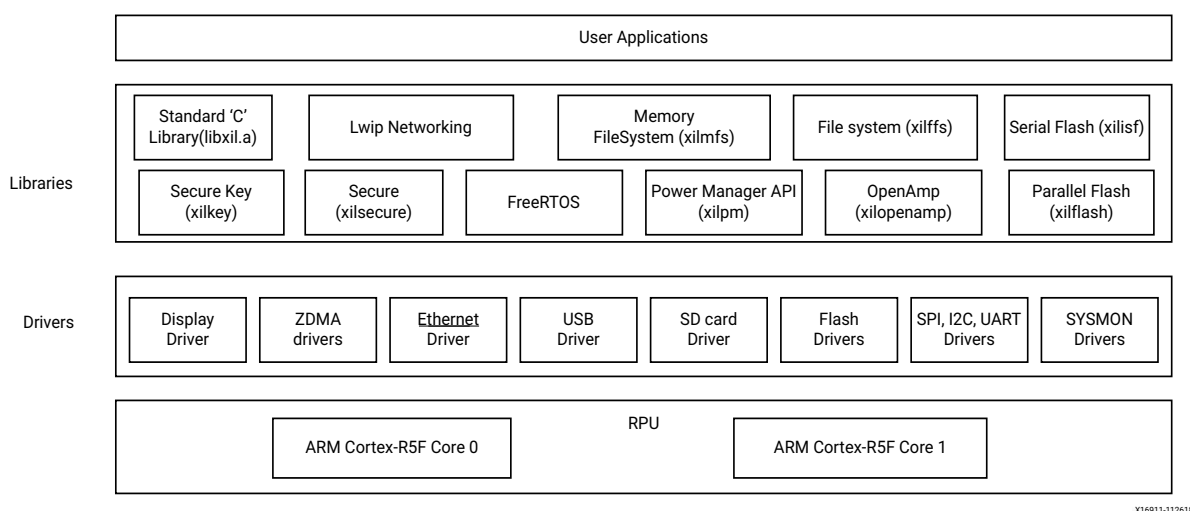 User Applications
Standard ‘C’
Library(libxil.a)
Lwip Networking
Memory
FileSystem (xilmfs)
File system (xilffs)
Serial Flash (xilisf)
Libraries
Secure Key
(xilkey)
Secure
(xilsecure)
FreeRTOS
Power Manager API
(xilpm)
OpenAmp
(xilopenamp)
Parallel Flash
(xilflash)
Drivers
Display
Driver
ZDMA
drivers
Ethernet
Driver
USB
Driver
SD card
Driver
Flash
Drivers
SPI, I2C, UART
Drivers
SYSMON
Drivers
RPU
ARM Cortex-R5F Core 0
ARM Cortex-R5F Core 1